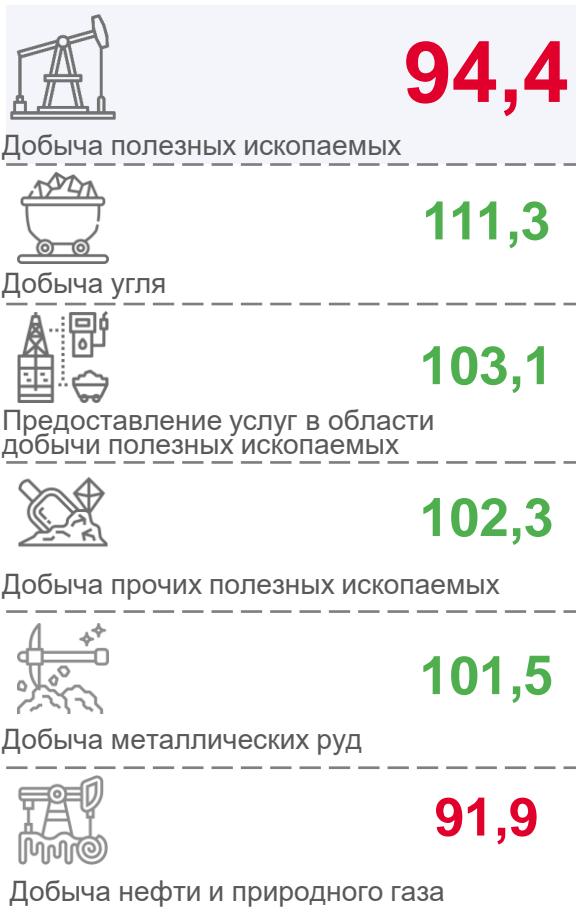 94,4
Добыча полезных ископаемых
111,3
Добыча угля
103,1
Предоставление услуг в области
добычи полезных ископаемых
102,3
Добыча прочих полезных ископаемых
101,5
Добыча металлических руд
91,9
Добыча нефти и природного газа